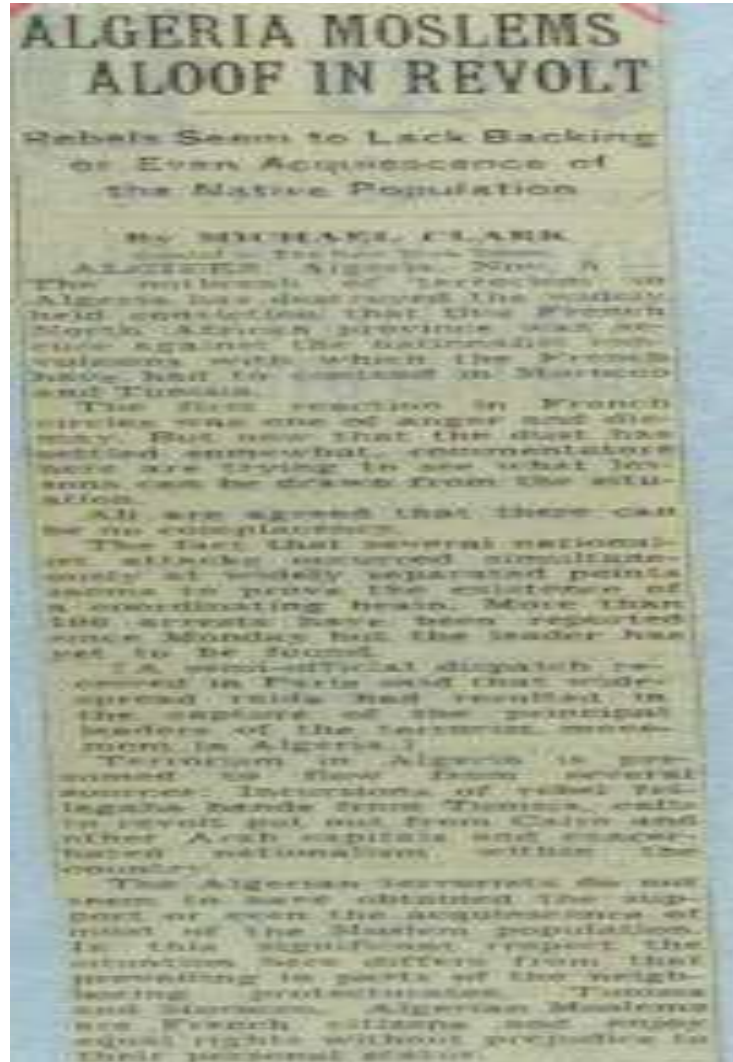 ALGERIA MOSLEMS
ALOOF IN REVOLT
Rebels Seem to Lack Backing
or Even Acquiescence of
the Native Population
By MICHAEL CLARK
ALGIERS, Algeria, Nov.
The outbreak of terrorism in
Algeria has destroyed the widely
held conviction that this French
North African province was se-
cure against the nationalist con-
vulsions with which the French
have had to contend in Morocco
and Tunisia.
The first reaction in French
circles was one of anger and dis-
may. But now that the dust has
settled somewhat, commentators
here are trying to see what les-
sons can be drawn from the situ-
ation.
All are agreed that there can
be no complacency.
The fact that several national-
ist attacks occurred simultane-
ously at widely separated points
seems to prove the existence of
a coordinating brain. More than
100 arrests have been reported
since Monday but the leader has
yet to be found.
[A semi-official dispatch re-
ceived in Paris said that wide-
spread raids had resulted in
the capture of the principal
leaders of the terrorist move-
ment in Algeria.]
Terrorism in Algeria is pre-
sumed to flow from several
sources: Incursions of rebel fel-
lagaha bands from Tunisia, calls
to revolt put out from Cairo and
other Arab capitals and exacer-
bated nationalism within the
country.
The Algerian terrorists do not
seem to have obtained the sup-
port or even the acquiescence of
most of the Moslem population.
In this significant respect the
situation here differs from that
prevailing in parts of the neigh-
boring protectorates, Tunisia
and Morocco. Algerian Moslems
are French citizens and enjoy
equal rights without prejudice to
their personal status.